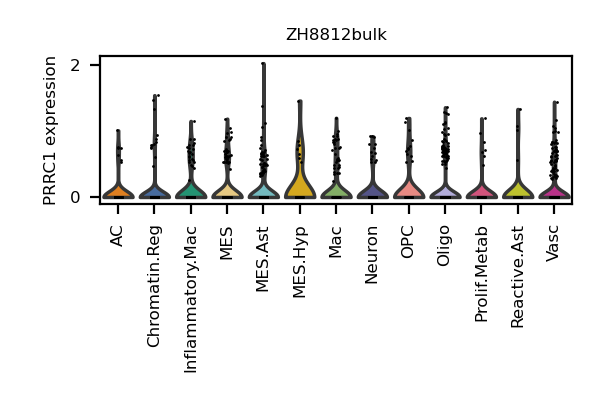 ZH8812bulk
PRRC1 expression
2
0
AC
Chromatin.Reg
Inflammatory.Mac
MES
MES.Ast
MES.Hyp
Mac
Neuron
OPC
Oligo
Prolif.Metab
Reactive.Ast
Vasc